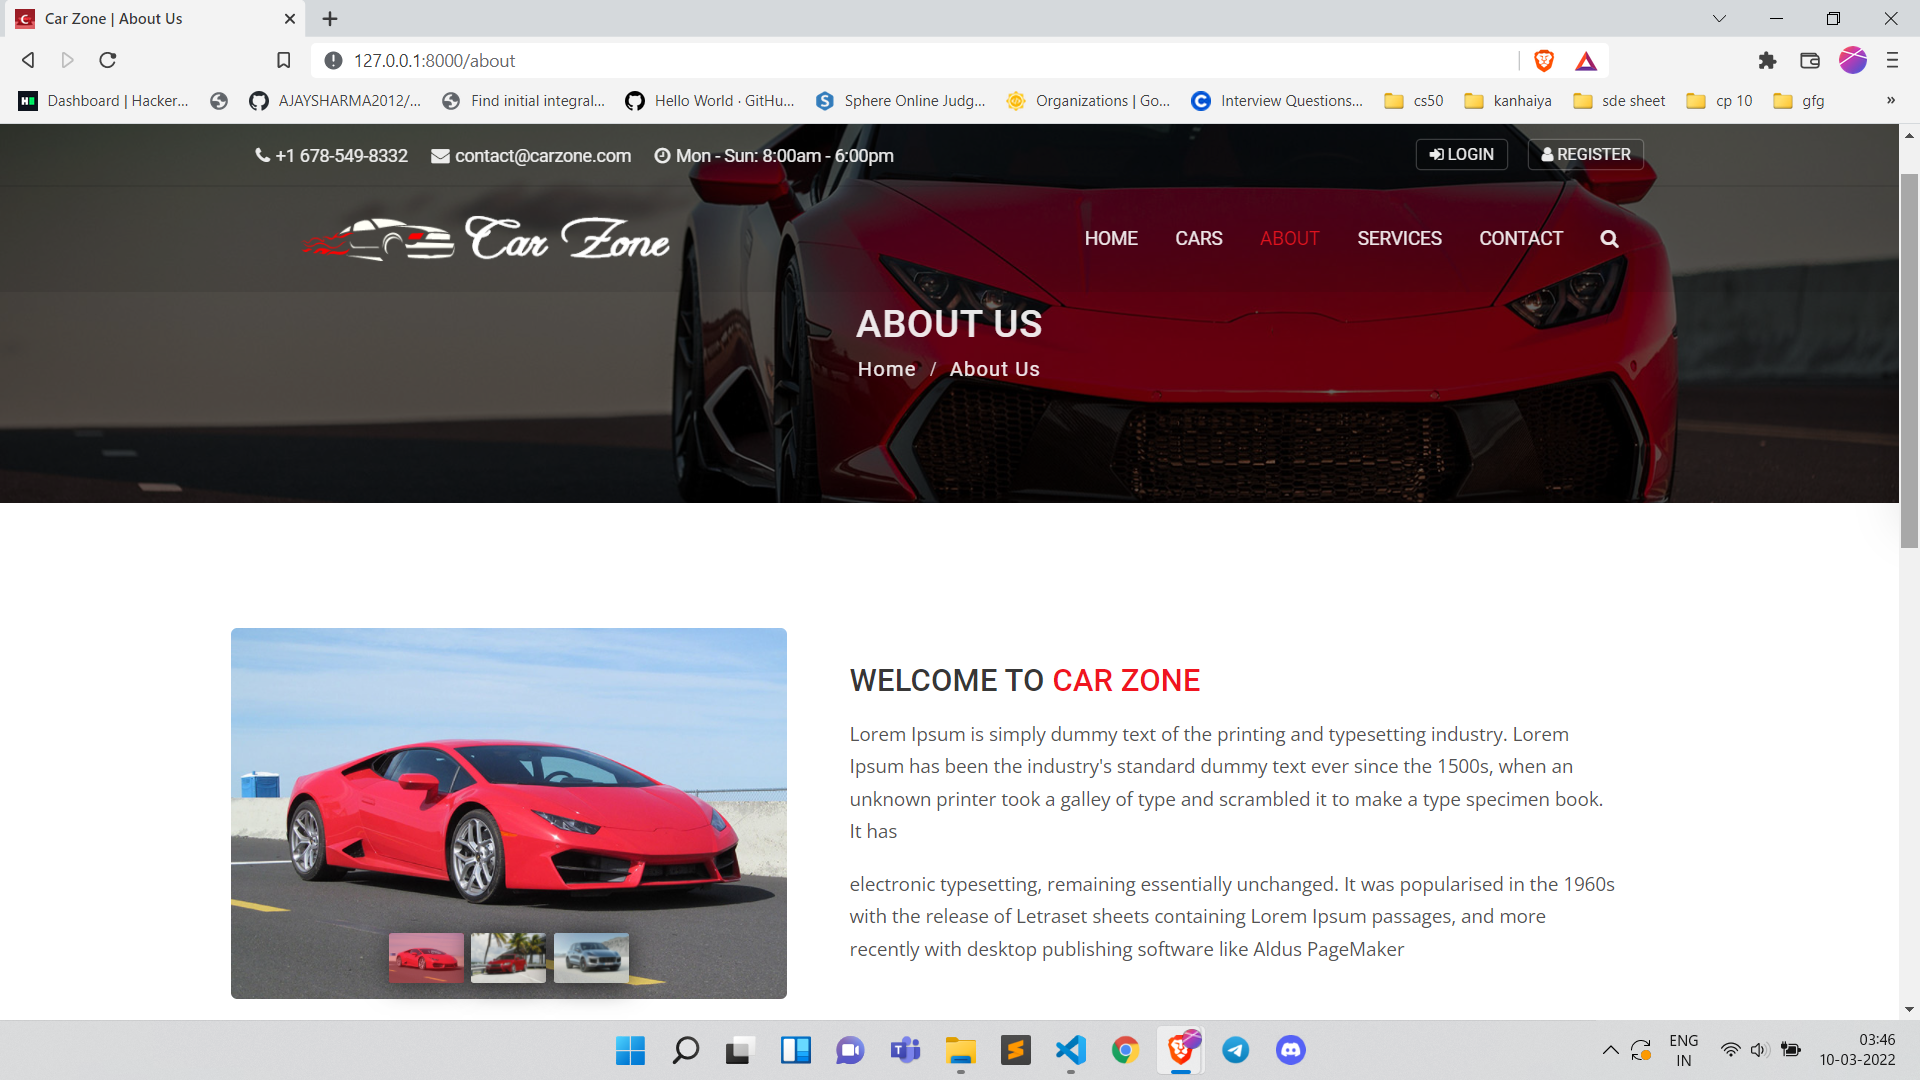 Car Zone | About Us
127.0.0.1:8000/about
Dashboard | Hacker...
AJAYSHARMA2012/...
Find initial integral...
Hello World · GitHu...
Sphere Online Judg...
Organizations | Go...
Interview Questions...
cs50
kanhaiya
sde sheet
cp 10
gfg
»
+1 678-549-8332
contact@carzone.com
Mon - Sun: 8:00am - 6:00pm
LOGIN
REGISTER
Car Zone
HOME
CARS
ABOUT
SERVICES
CONTACT
ABOUT US
Home / About Us
WELCOME TO CAR ZONE
Lorem Ipsum is simply dummy text of the printing and typesetting industry. Lorem
Ipsum has been the industry's standard dummy text ever since the 1500s, when an
unknown printer took a galley of type and scrambled it to make a type specimen book.
It has
electronic typesetting, remaining essentially unchanged. It was popularised in the 1960s
with the release of Letraset sheets containing Lorem Ipsum passages, and more
recently with desktop publishing software like Aldus PageMaker
ENG
IN
03:46
10-03-2022